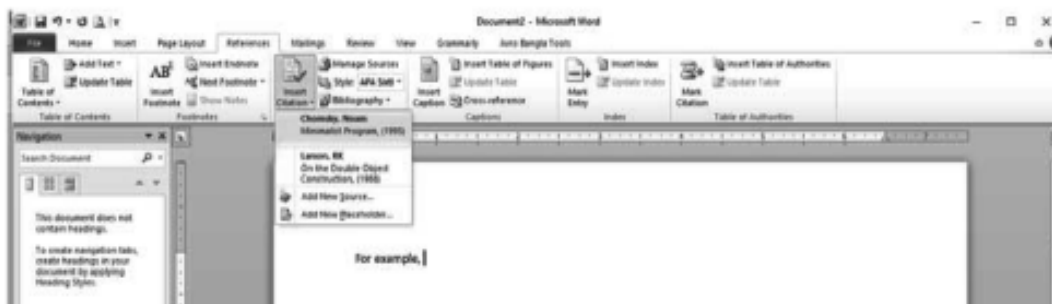 Document2 - Microsoft Word
File Home Insert Page Layout References Mailings Review View Grammarly Avro Bangla Tools
Add Text
Update Table
Table of Contents
Table of Contents
AB
Insert Footnote
Insert Endnote
Next Footnote
Show Notes
Footnotes
Insert Citation
Manage Sources
Style: APA
Bibliography
Insert Caption
Insert Table of Figures
Update Table
Cross-reference
Captions
Mark Entry
Insert Index
Update Index
Index
Mark Citation
Insert Table of Authorities
Update Table
Table of Authorities
Chomsky, Noam
Minimalist Program, (1995)
Larson, RK
On the Double Object
Construction, (1988)
Add New Source...
Add New Placeholder...
Navigation
Search Document
This document does not
contain headings.
To create navigation tabs,
create headings in your
document by applying
Heading Styles.
For example,